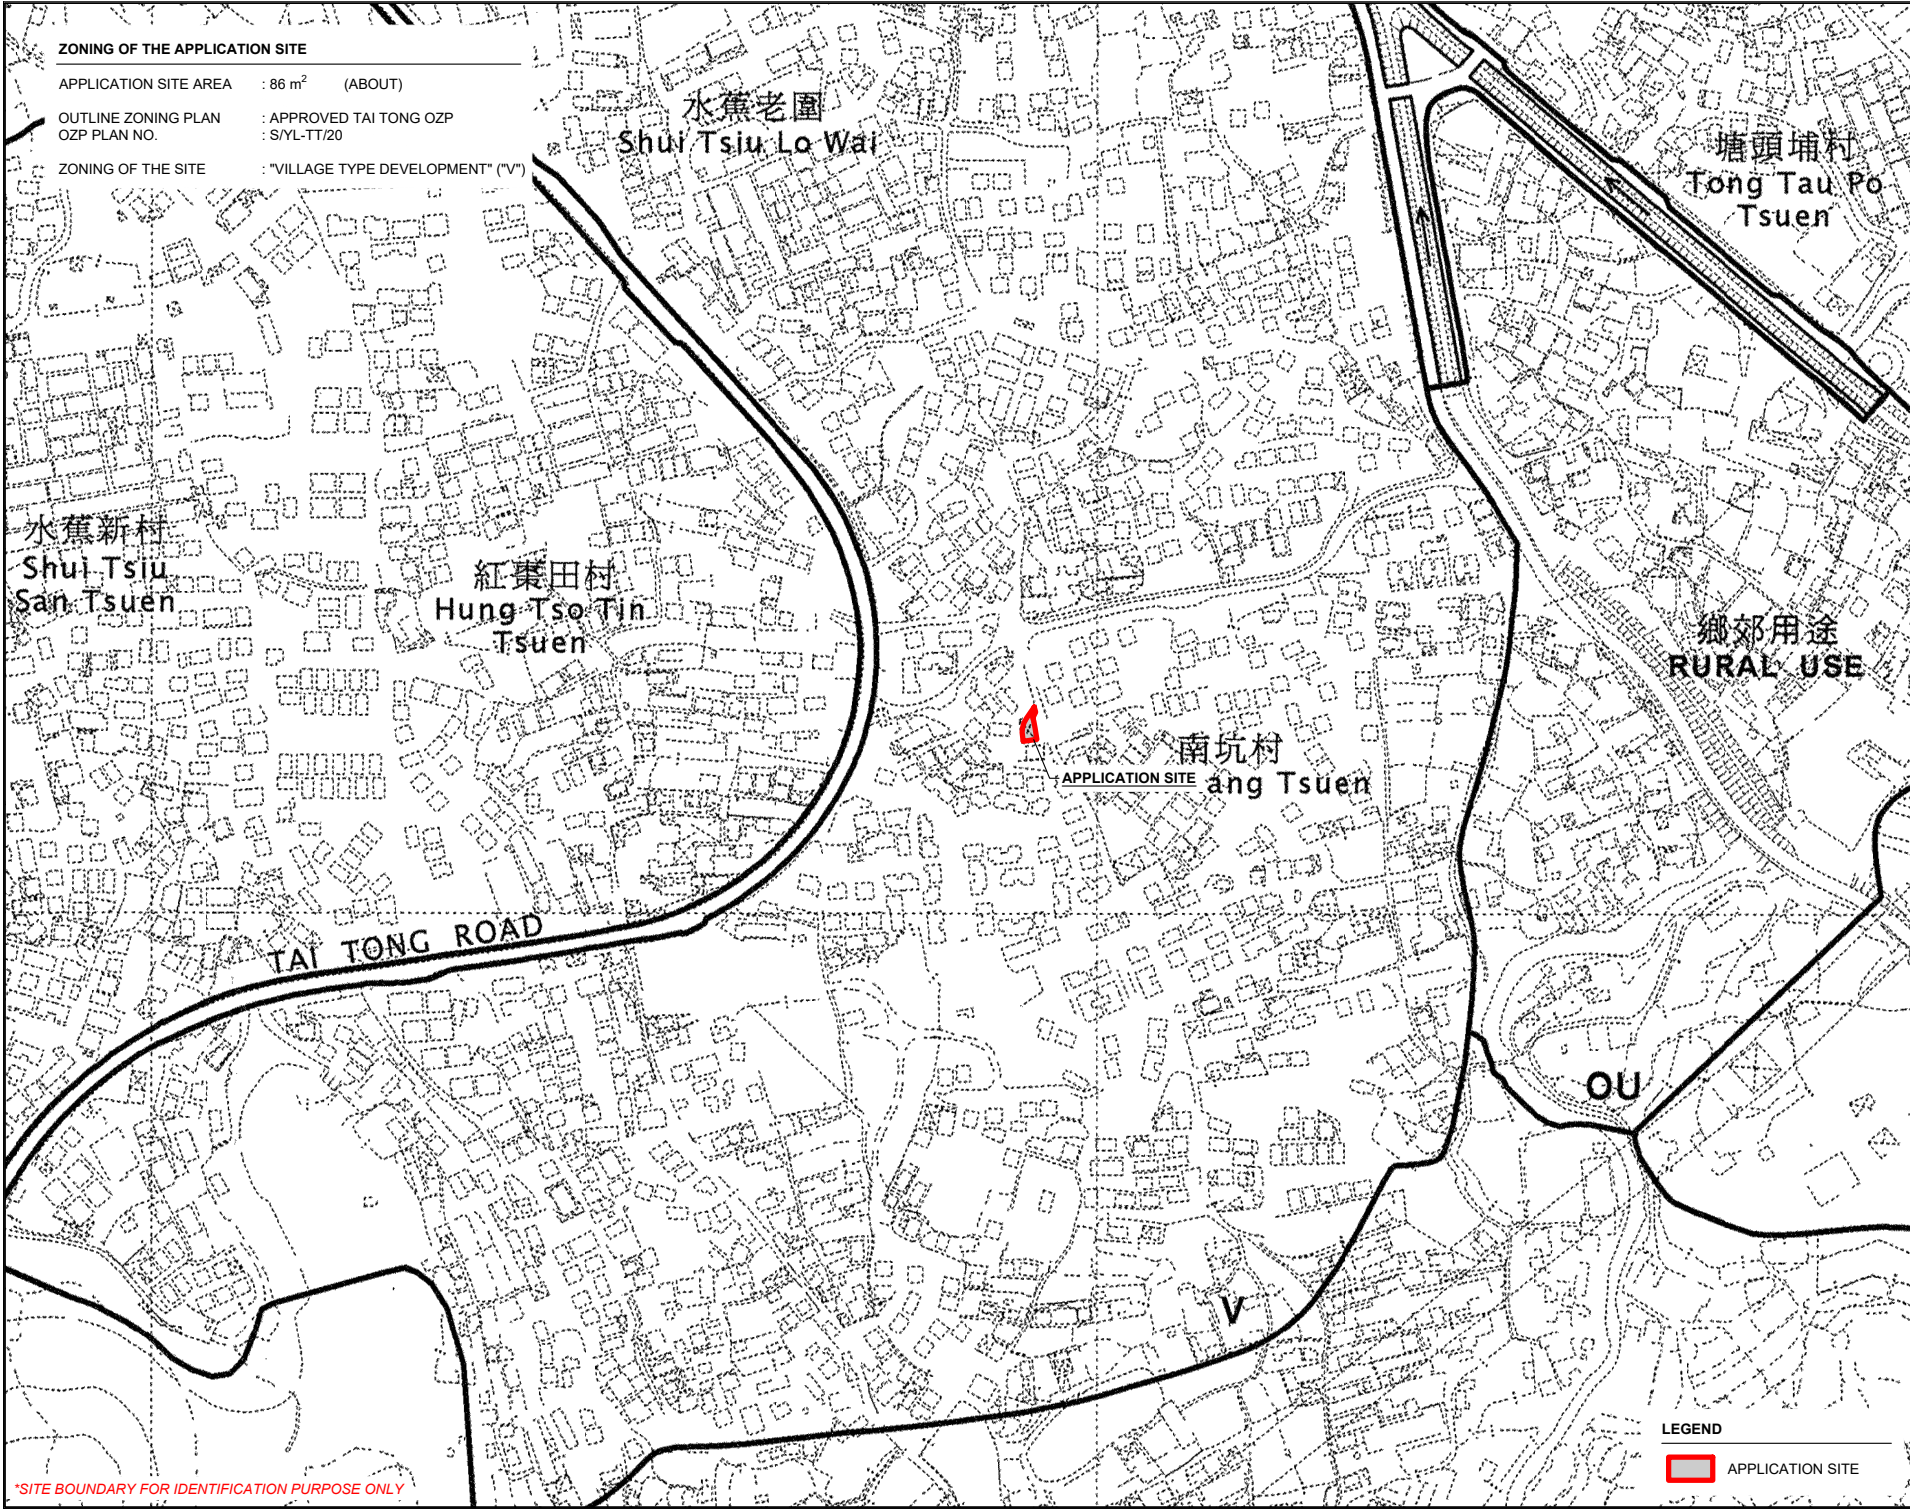 ZONING OF THE APPLICATION SITE
APPLICATION SITE AREA : 86 m² (ABOUT)
OUTLINE ZONING PLAN : APPROVED TAI TONG OZP
OZP PLAN NO. : S/YL-TT/20
ZONING OF THE SITE : "VILLAGE TYPE DEVELOPMENT" ("V")
水蕉老圍
Shui Tsiu Lo Wai
塘頭埔村
Tong Tau Po
Tsuen
水蕉新村
Shui Tsiu
San Tsuen
紅棗田村
Hung Tso Tin
Tsuen
鄉郊用途
RURAL USE
南坑村
ang Tsuen
APPLICATION SITE
TAI TONG ROAD
OU
V
LEGEND
APPLICATION SITE
*SITE BOUNDARY FOR IDENTIFICATION PURPOSE ONLY